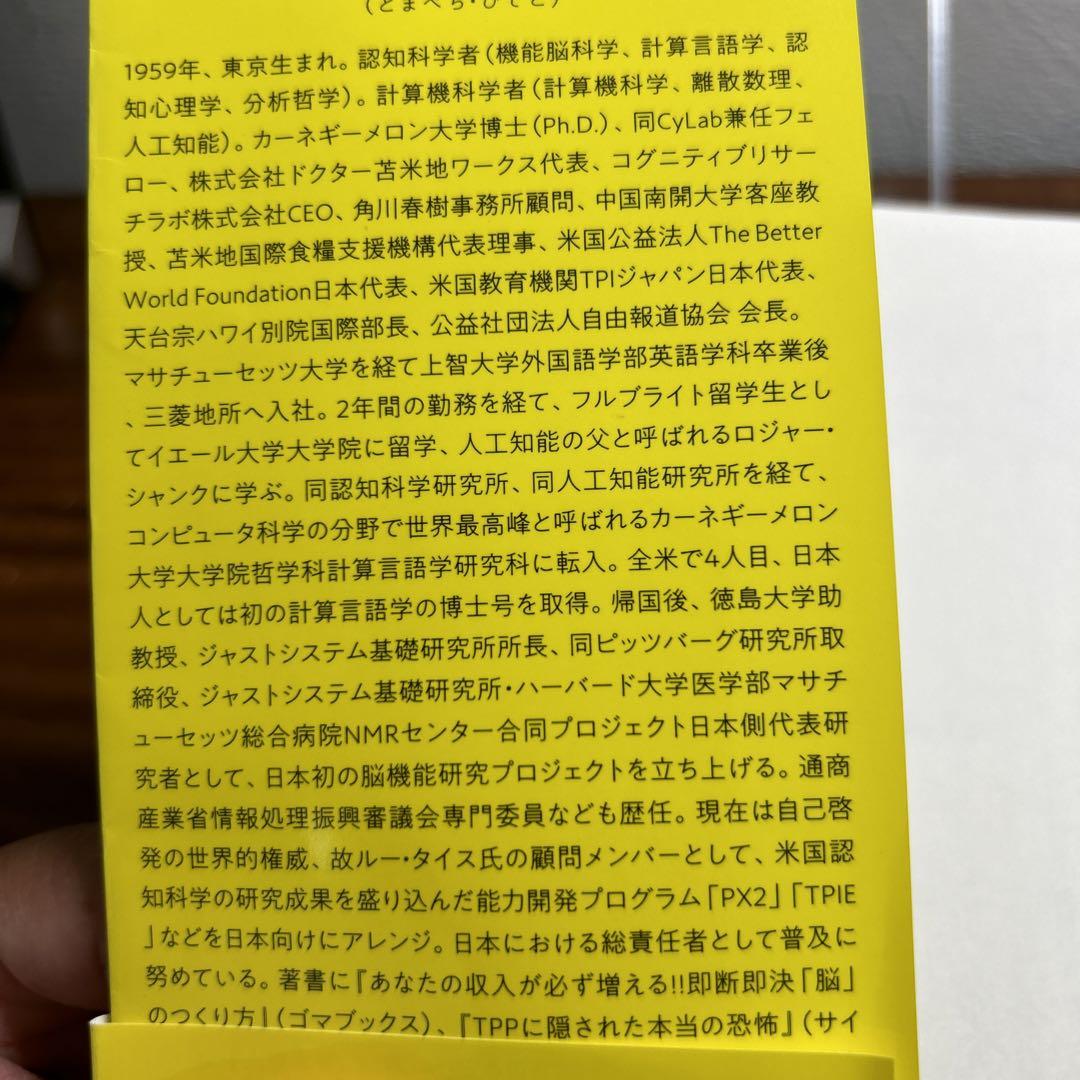 (とまべち・ひでと)
1959年、東京生まれ。認知科学者(機能脳科学、計算言語学、認
知心理学、分析哲学)。計算機科学者(計算機科学、離散数理、
人工知能)。カーネギーメロン大学博士(Ph.D.)、同CyLab兼任フェ
ロー、株式会社ドクター苫米地ワークス代表、コグニティブリサー
チラボ株式会社CEO、角川春樹事務所顧問、中国南開大学客座教
授、苫米地国際食糧支援機構代表理事、米国公益法人The Better
World Foundation日本代表、米国教育機関TPIジャパン日本代表、
天台宗ハワイ別院国際部長、公益社団法人自由報道協会 会長。
マサチューセッツ大学を経て上智大学外国語学部英語学科卒業後
、三菱地所へ入社。2年間の勤務を経て、フルブライト留学生とし
てイエール大学大学院に留学、人工知能の父と呼ばれるロジャー・
シャンクに学ぶ。同認知科学研究所、同人工知能研究所を経て、
コンピュータ科学の分野で世界最高峰と呼ばれるカーネギーメロン
大学大学院哲学科計算言語学研究科に転入。全米で4人目、日本
人としては初の計算言語学の博士号を取得。帰国後、徳島大学助
教授、ジャストシステム基礎研究所所長、同ピッツバーグ研究所取
締役、ジャストシステム基礎研究所・ハーバード大学医学部マサチ
ューセッツ総合病院NMRセンター合同プロジェクト日本側代表研
究者として、日本初の脳機能研究プロジェクトを立ち上げる。通商
産業省情報処理振興審議会専門委員なども歴任。現在は自己啓
発の世界的権威、故ルー・タイス氏の顧問メンバーとして、米国認
知科学の研究成果を盛り込んだ能力開発プログラム「PX2」「TPIE
」などを日本向けにアレンジ。日本における総責任者として普及に
努めている。著書に『あなたの収入が必ず増える!!即断即決「脳」
のつくり方』(ゴマブックス)、『TPPに隠された本当の恐怖』(サイ